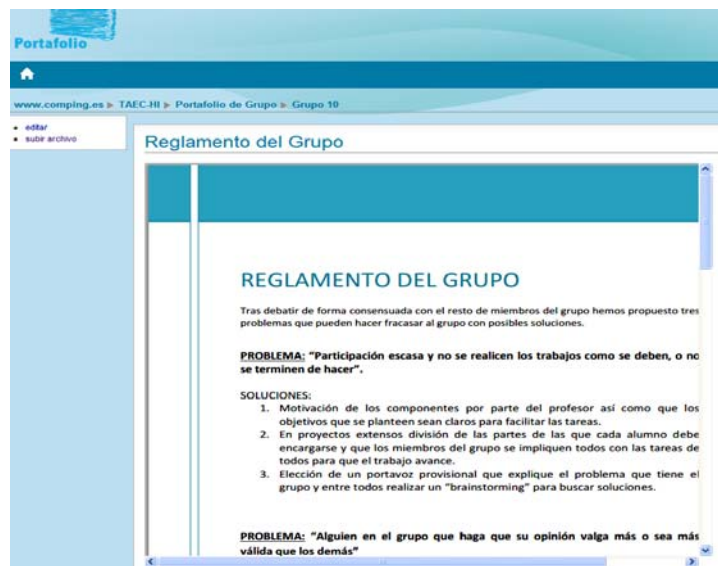 Portafolio
www.comping.es ▶ TAEC-HI ▶ Portafolio de Grupo ▶ Grupo 10
• editar
• subir archivo
Reglamento del Grupo
REGLAMENTO DEL GRUPO
Tras debatir de forma consensuada con el resto de miembros del grupo hemos propuesto tres
problemas que pueden hacer fracasar al grupo con posibles soluciones.
PROBLEMA: “Participación escasa y no se realicen los trabajos como se deben, o no
se terminen de hacer”.
SOLUCIONES:
1. Motivación de los componentes por parte del profesor así como que los
objetivos que se planteen sean claros para facilitar las tareas.
2. En proyectos extensos división de las partes de las que cada alumno debe
encargarse y que los miembros del grupo se impliquen todos con las tareas de
todos para que el trabajo avance.
3. Elección de un portavoz provisional que explique el problema que tiene el
grupo y entre todos realizar un “brainstorming” para buscar soluciones.
PROBLEMA: “Alguien en el grupo que haga que su opinión valga más o sea más
válida que los demás”